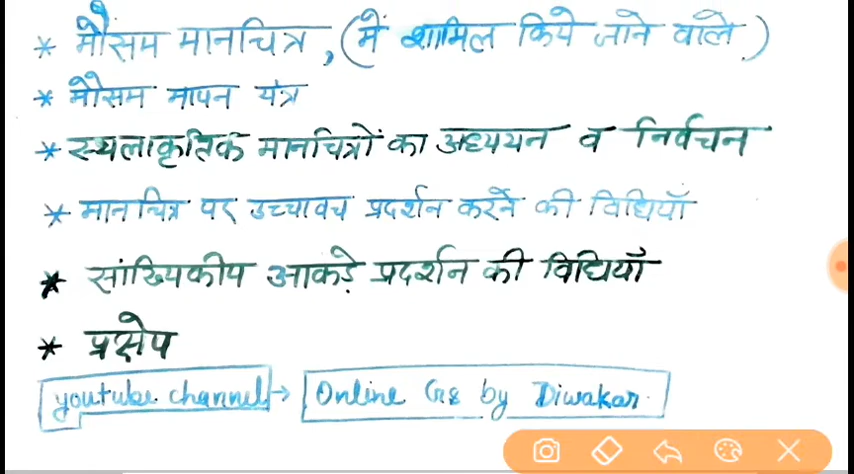 * मौसम मानचित्र, (में शामिल किये जाने वाले)
* मौसम मापन यंत्र
* स्थलाकृतिक मानचित्रों का अध्ययन व निर्वचन
* मानचित्र पर उच्चावच प्रदर्शन करने की विधियाँ
* सांख्यिकीय आकड़े प्रदर्शन की विधियाँ
* प्रक्षेप
youtube channel → Online Gs by Diwakar.